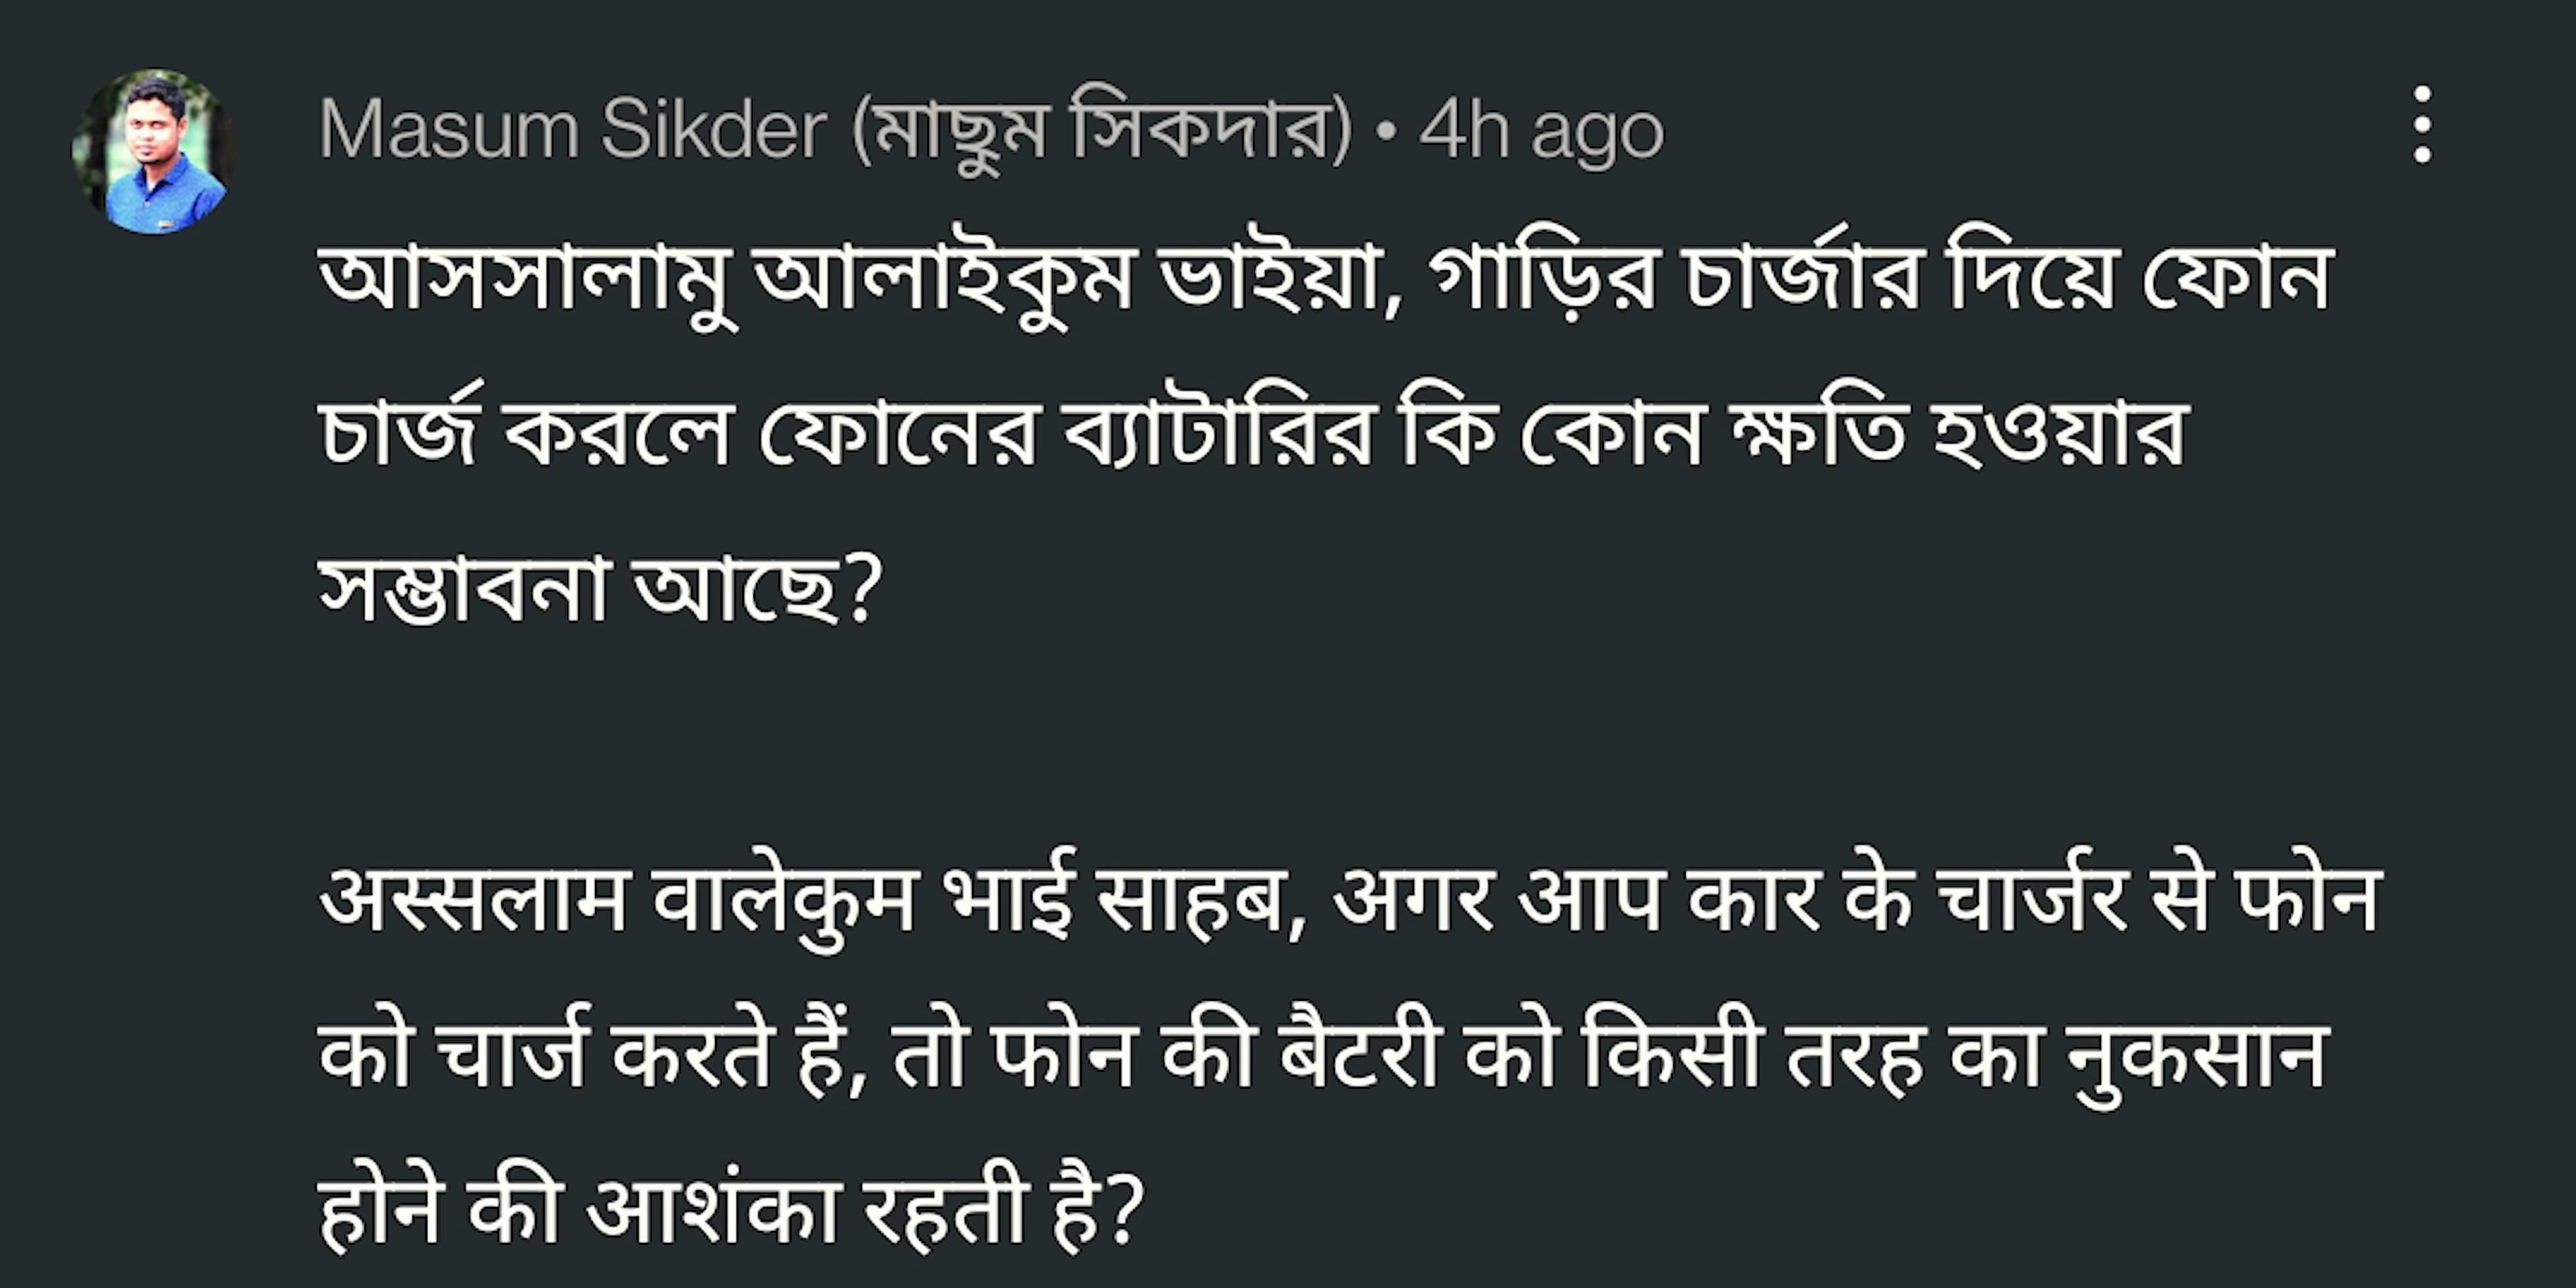 Masum Sikder (মাছুম সিকদার) • 4h ago
আসসালামু আলাইকুম ভাইয়া, গাড়ির চার্জার দিয়ে ফোন
চার্জ করলে ফোনের ব্যাটারির কি কোন ক্ষতি হওয়ার
সম্ভাবনা আছে?
अस्सलाम वालेकुम भाई साहब, अगर आप कार के चार्जर से फोन
को चार्ज करते हैं, तो फोन की बैटरी को किसी तरह का नुकसान
होने की आशंका रहती है?